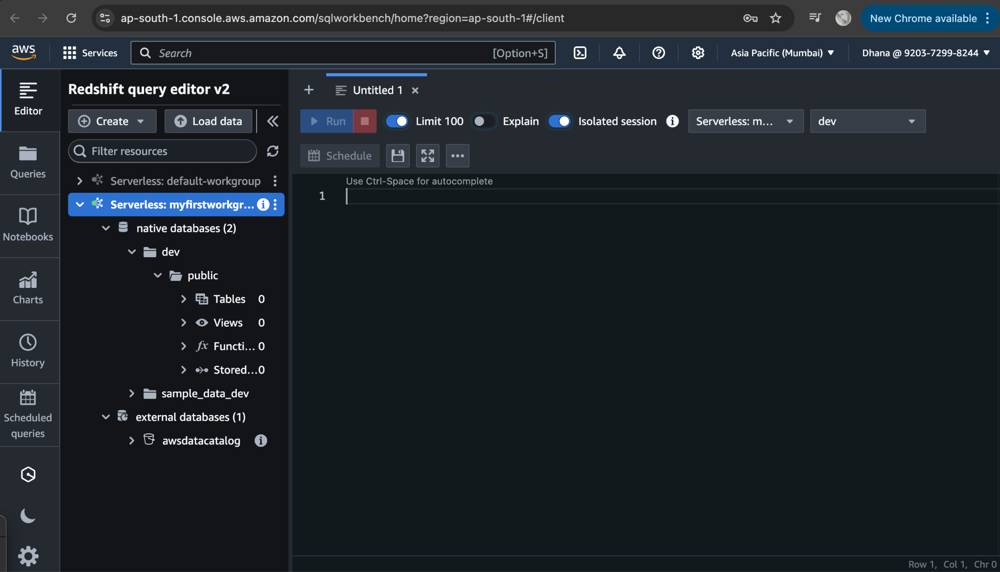 ap-south-1.console.aws.amazon.com/sqlworkbench/home?region=ap-south-1#/client
New Chrome available
aws
Services
Search
[Option+S]
Asia Pacific (Mumbai)
Dhana @ 9203-7299-8244
Editor
Queries
Notebooks
Charts
History
Scheduled
queries
Redshift query editor v2
Create
Load data
Filter resources
Serverless: default-workgroup
Serverless: myfirstworkgr...
native databases (2)
dev
public
Tables 0
Views 0
fx Functi... 0
Stored...0
sample_data_dev
external databases (1)
awsdatacatalog
Untitled 1
Run
Limit 100
Explain
Isolated session
Serverless: m...
dev
Schedule
Use Ctrl-Space for autocomplete
1
Row 1, Col 1, Chr 0